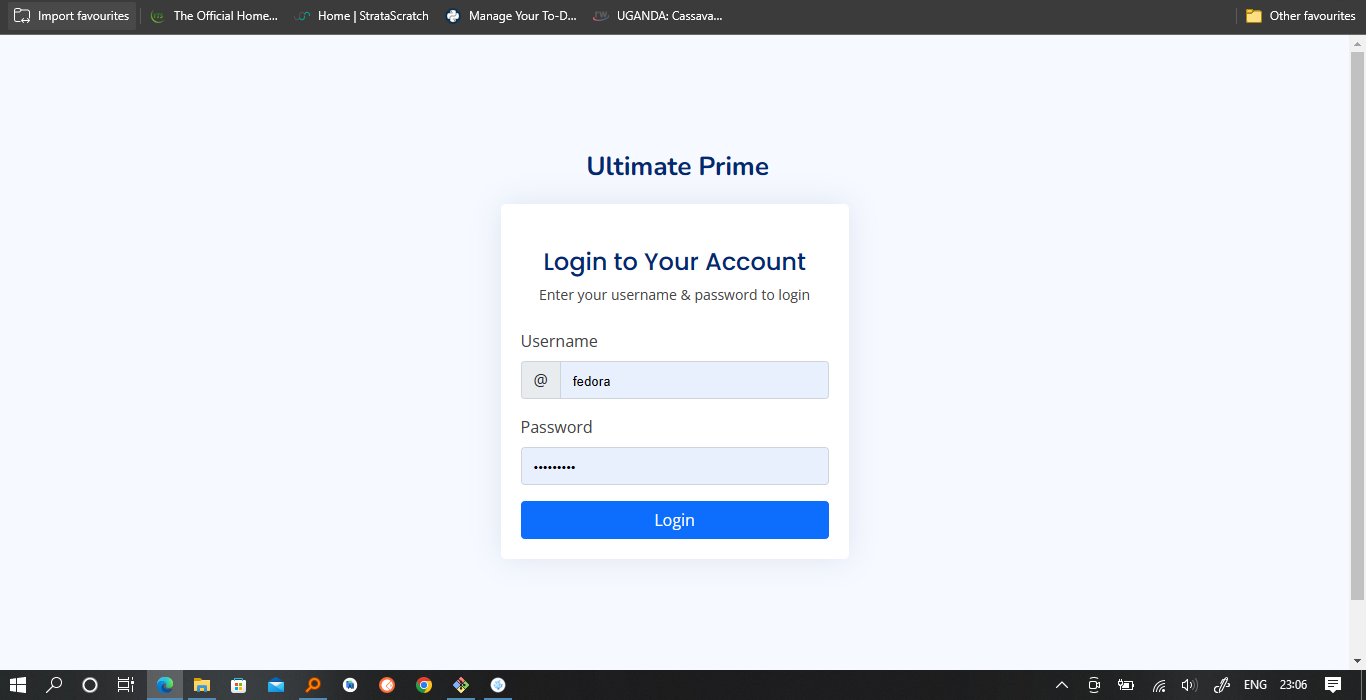 Import favourites
The Official Home...
Home | StrataScratch
Manage Your To-D...
UGANDA: Cassava...
Other favourites
Ultimate Prime
Login to Your Account
Enter your username & password to login
Username
@ fedora
Password
•••••••••
Login
ENG
23:06